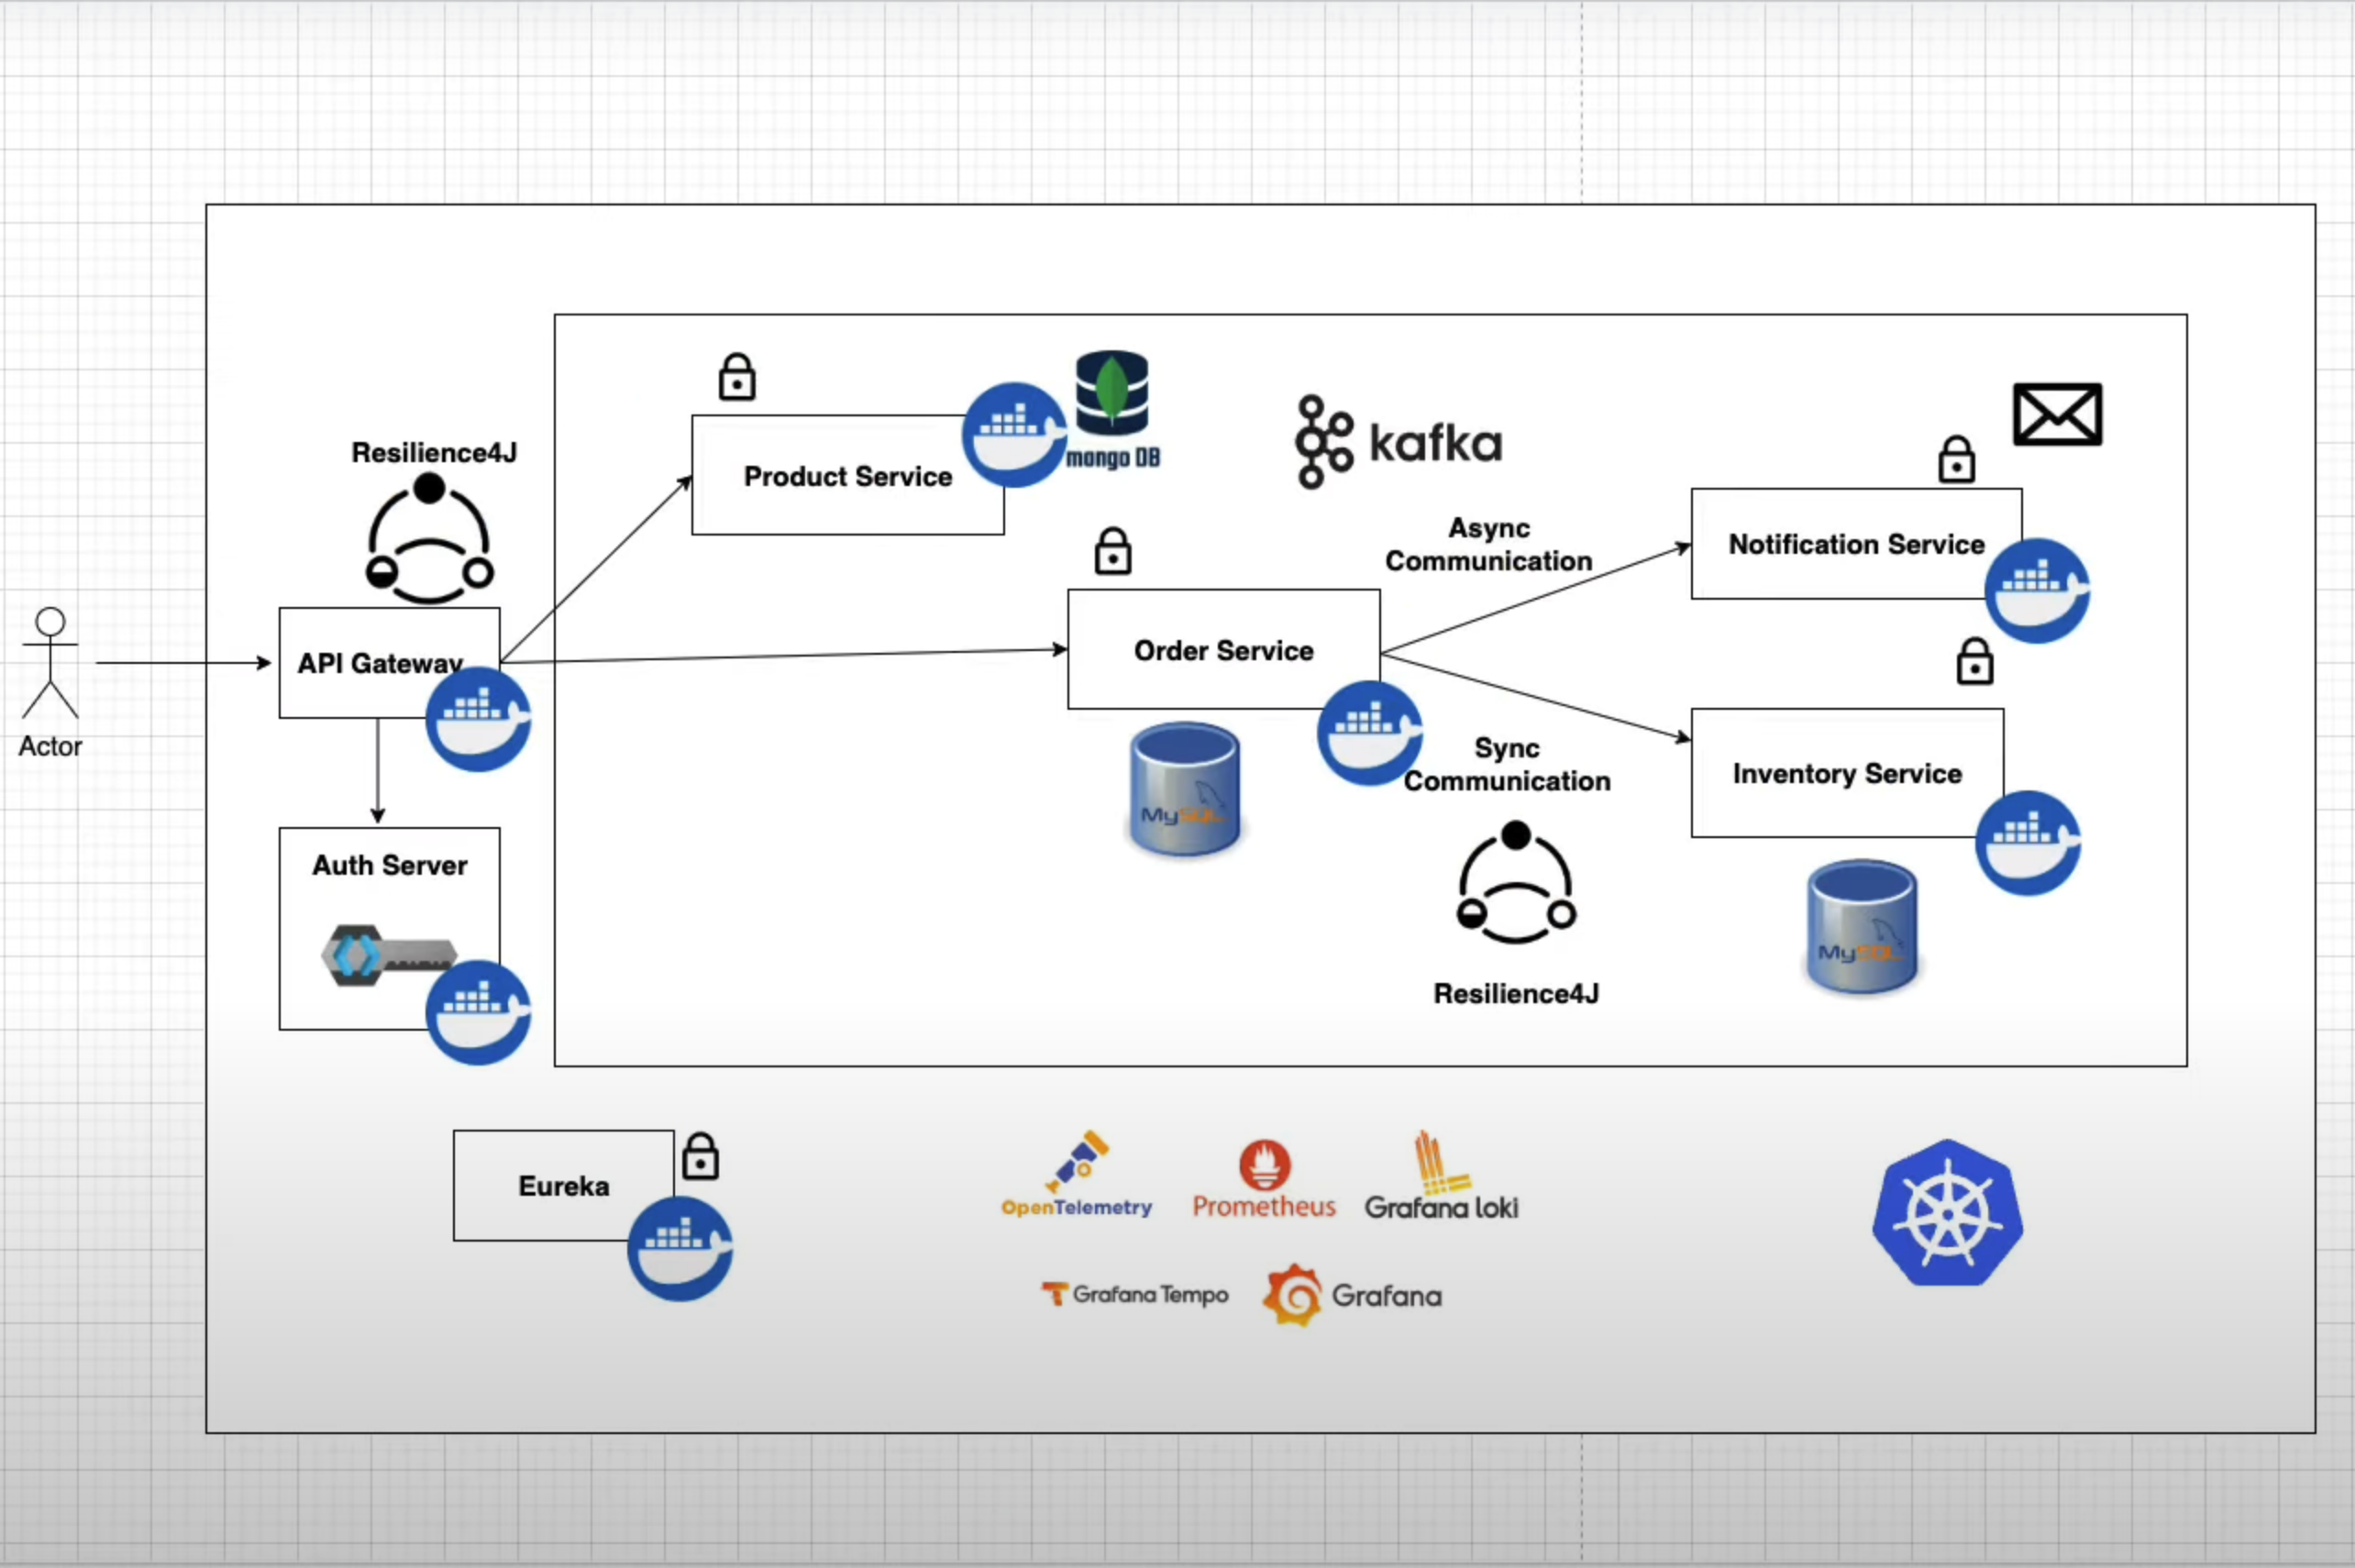 Resilience4J
mongo DB
Product Service
kafka
Async
Communication
Notification Service
Actor
API Gateway
Order Service
MySQL
Sync
Communication
Inventory Service
MySQL
Resilience4J
Auth Server
Eureka
OpenTelemetry
Prometheus
Grafana loki
Grafana Tempo
Grafana